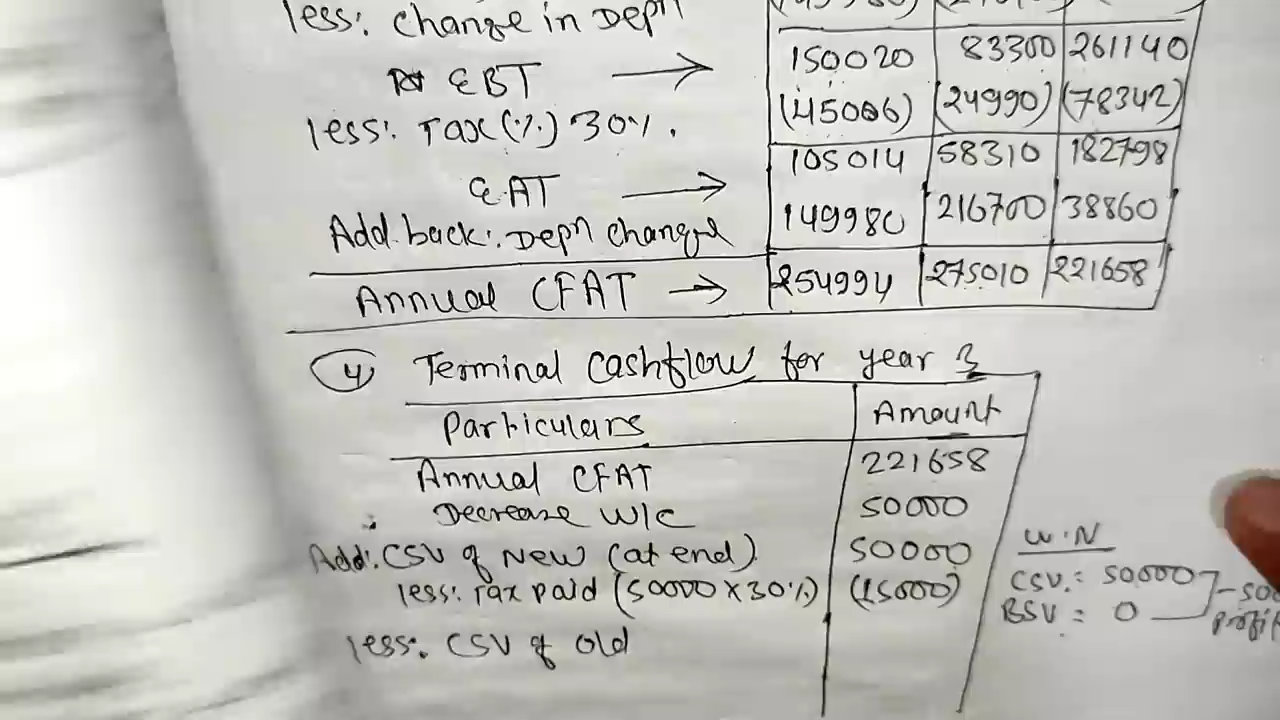 less: change in Depn
EBT → 150020 83300 261140
less: Tax (%) 30%. (45006) (24990) (78342)
EAT → 105014 58310 182798
Add. back: Depn change 149980 216700 38860
Annual CFAT → 254994 275010 221658
4 Terminal Cashflow for year 3
Particulars Amount
Annual CFAT 221658
Decrease W/C 50000
Add: CSV of New (at end) 50000
less: Tax paid (50000 x 30%) (15000)
less: CSV of old
W.N
CSV: = 50000
BSV = 0